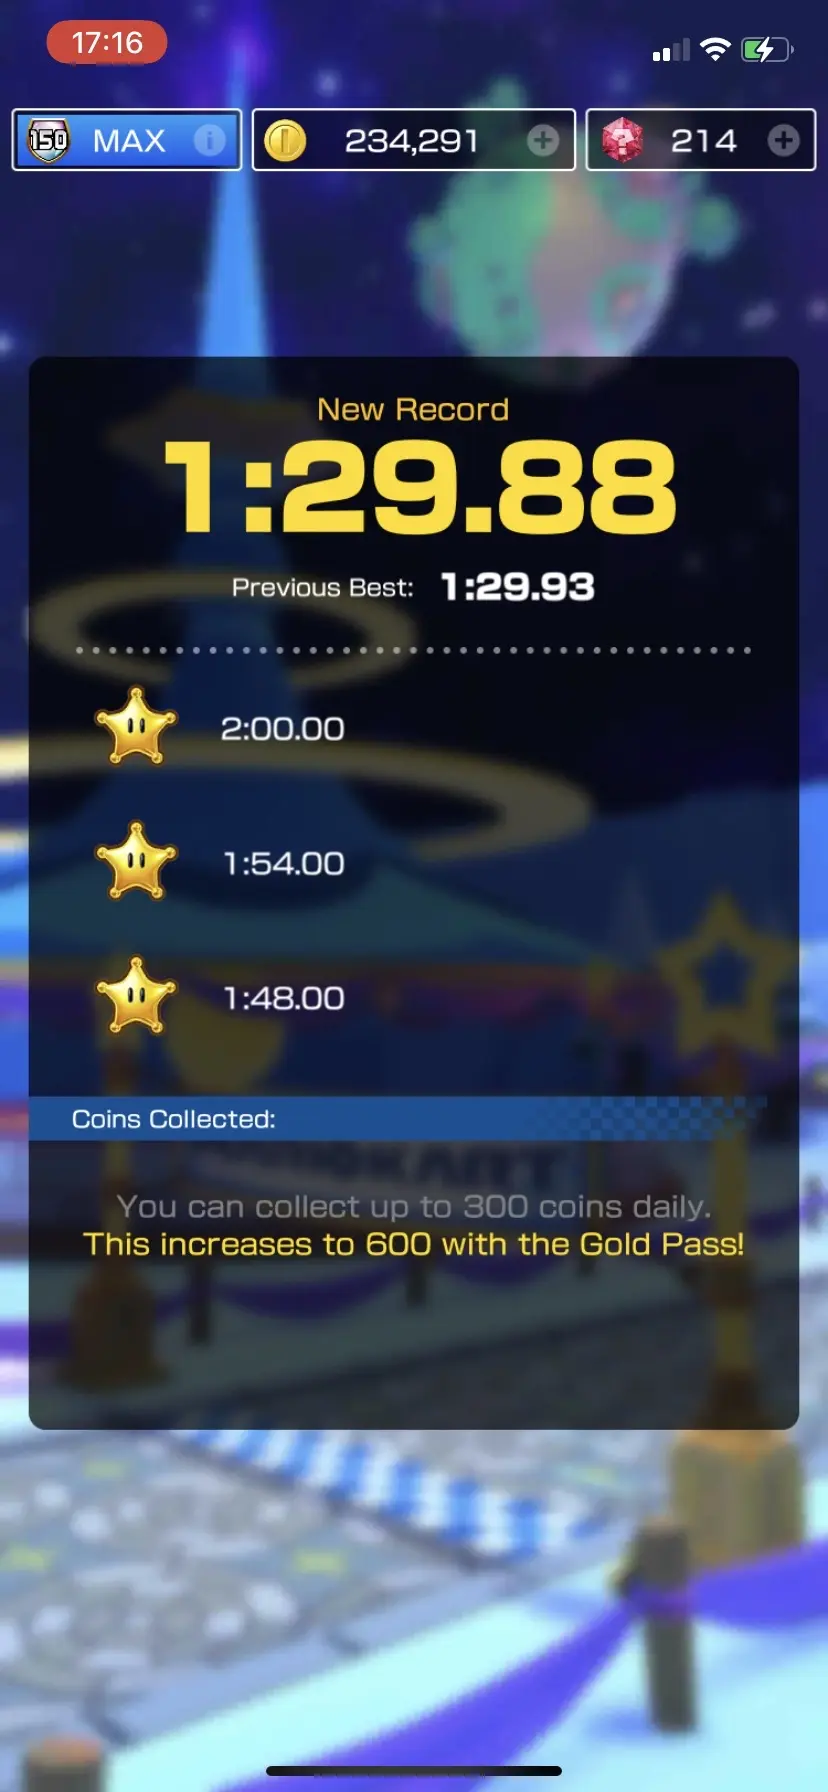 17:16
150 MAX 234,291 214
New Record
1:29.88
Previous Best: 1:29.93
2:00.00
1:54.00
1:48.00
Coins Collected:
You can collect up to 300 coins daily.
This increases to 600 with the Gold Pass!